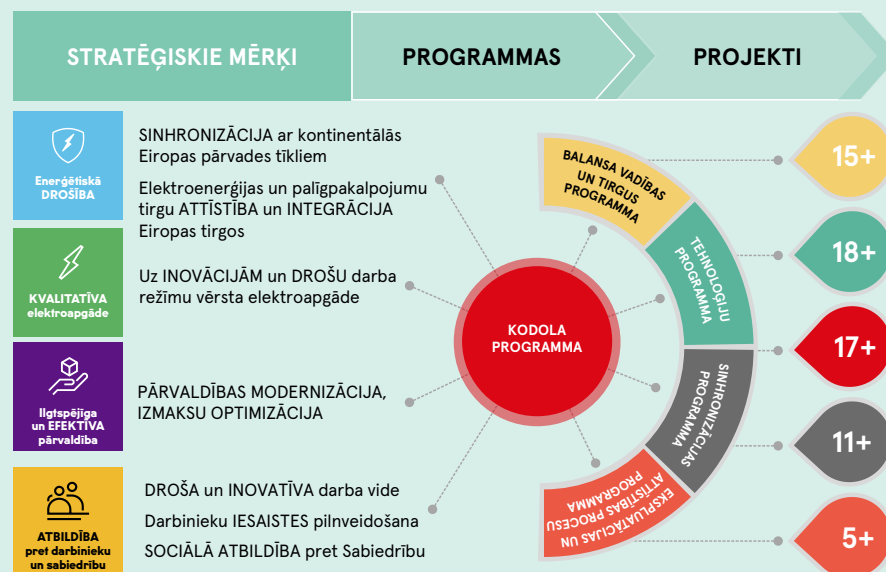 STRATĒĢISKIE MĒRĶI
PROGRAMMAS
PROJEKTI
Enerģētiskā
DROŠĪBA
SINHRONIZĀCIJA ar kontinentālās
Eiropas pārvades tīkliem
Elektroenerģijas un palīgpakalpojumu
tirgu ATTĪSTĪBA un INTEGRĀCIJA
Eiropas tirgos
KVALITATĪVA
elektroapgāde
Uz INOVĀCIJĀM un DROŠU darba
režīmu vērsta elektroapgāde
Ilgtspējīga
un EFEKTĪVA
pārvaldība
PĀRVALDĪBAS MODERNIZĀCIJA,
IZMAKSU OPTIMIZĀCIJA
ATBILDĪBA
pret darbinieku
un sabiedrību
DROŠA un INOVATĪVA darba vide
Darbinieku IESAISTES pilnveidošana
SOCIĀLĀ ATBILDĪBA pret Sabiedrību
KODOLA
PROGRAMMA
BALANSA VADĪBAS
UN TIRGUS
PROGRAMMA
TEHNOLOĢIJU
PROGRAMMA
SINHRONIZĀCIJAS
PROGRAMMA
EKSPLUATĀCIJAS UN
ATTĪSTĪBAS PROCESU
PROGRAMMA
15+
18+
17+
11+
5+